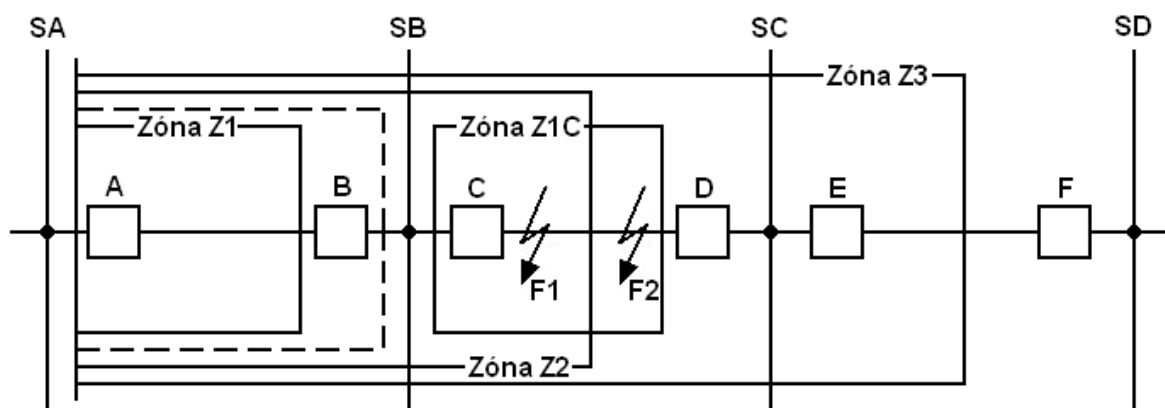 SA SB SC SD
Zóna Z3
Zóna Z1 Zóna Z1C
A B C D E F
F1 F2
Zóna Z2